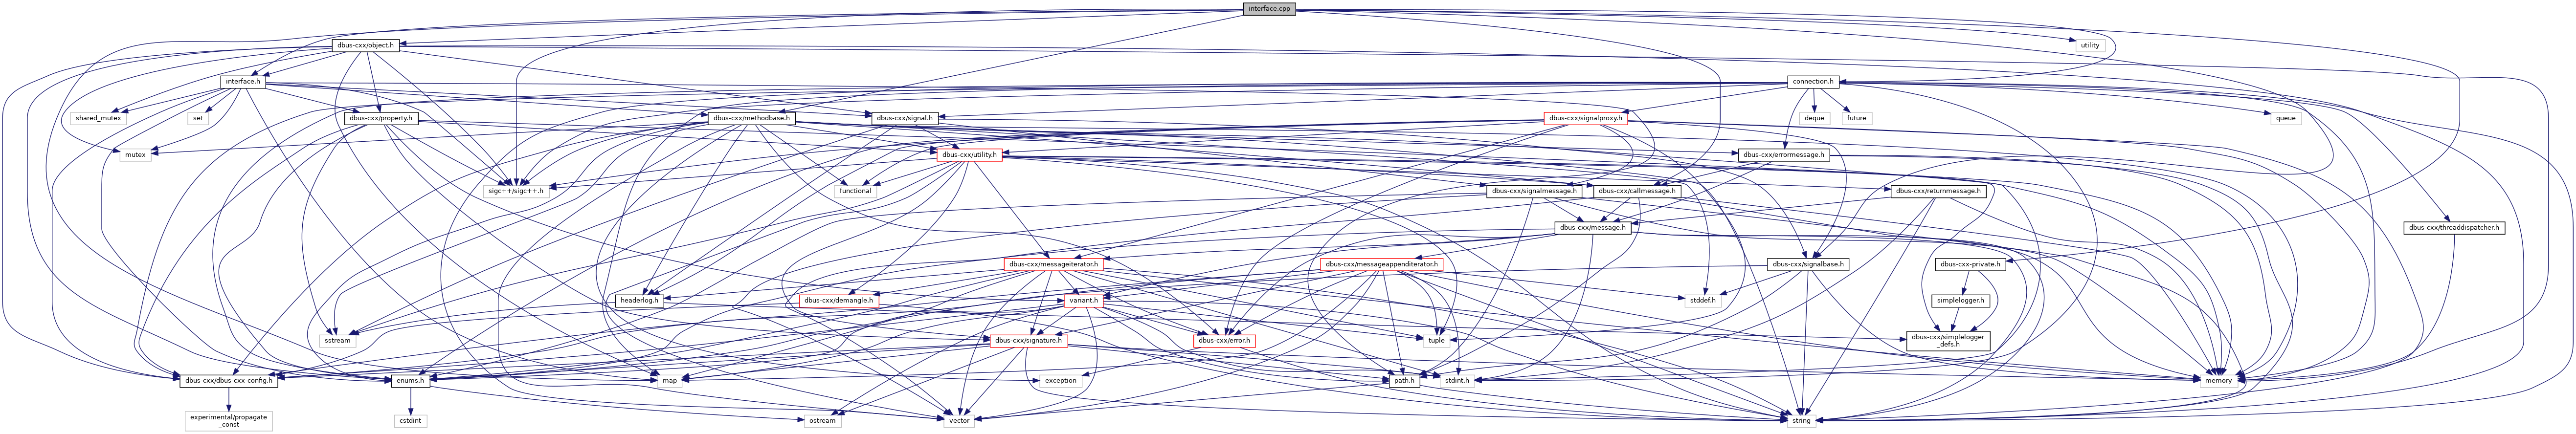 interface.cpp
dbus-cxx/object.h
utility
interface.h
connection.h
shared_mutex
set
dbus-cxx/property.h
dbus-cxx/methodbase.h
dbus-cxx/signal.h
dbus-cxx/signalproxy.h
deque
future
queue
mutex
dbus-cxx/utility.h
dbus-cxx/errormessage.h
sigc++/sigc++.h
functional
dbus-cxx/signalmessage.h
dbus-cxx/callmessage.h
dbus-cxx/returnmessage.h
dbus-cxx/message.h
dbus-cxx/threaddispatcher.h
dbus-cxx/messageiterator.h
dbus-cxx/messageappenditerator.h
dbus-cxx/signalbase.h
dbus-cxx-private.h
headerlog.h
dbus-cxx/demangle.h
variant.h
stddef.h
simplelogger.h
sstream
dbus-cxx/signature.h
dbus-cxx/error.h
tuple
dbus-cxx/simplelogger
_defs.h
dbus-cxx/dbus-cxx-config.h
enums.h
map
exception
path.h
stdint.h
memory
experimental/propagate
_const
cstdint
ostream
vector
string